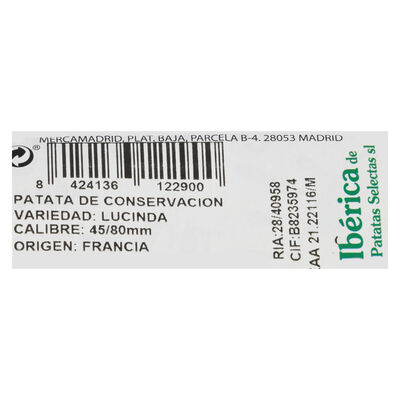 MERCAMADRID, PLAT. BAJA, PARCELA B-4. 28053 MADRID
®
8 424136 122900
PATATA DE CONSERVACION
VARIEDAD: LUCINDA
CALIBRE: 45/80mm
ORIGEN: FRANCIA
RIA:28/40958
CIF:B8235974
EAA 21.22116/M
Ibérica de
Patatas Selectas sl